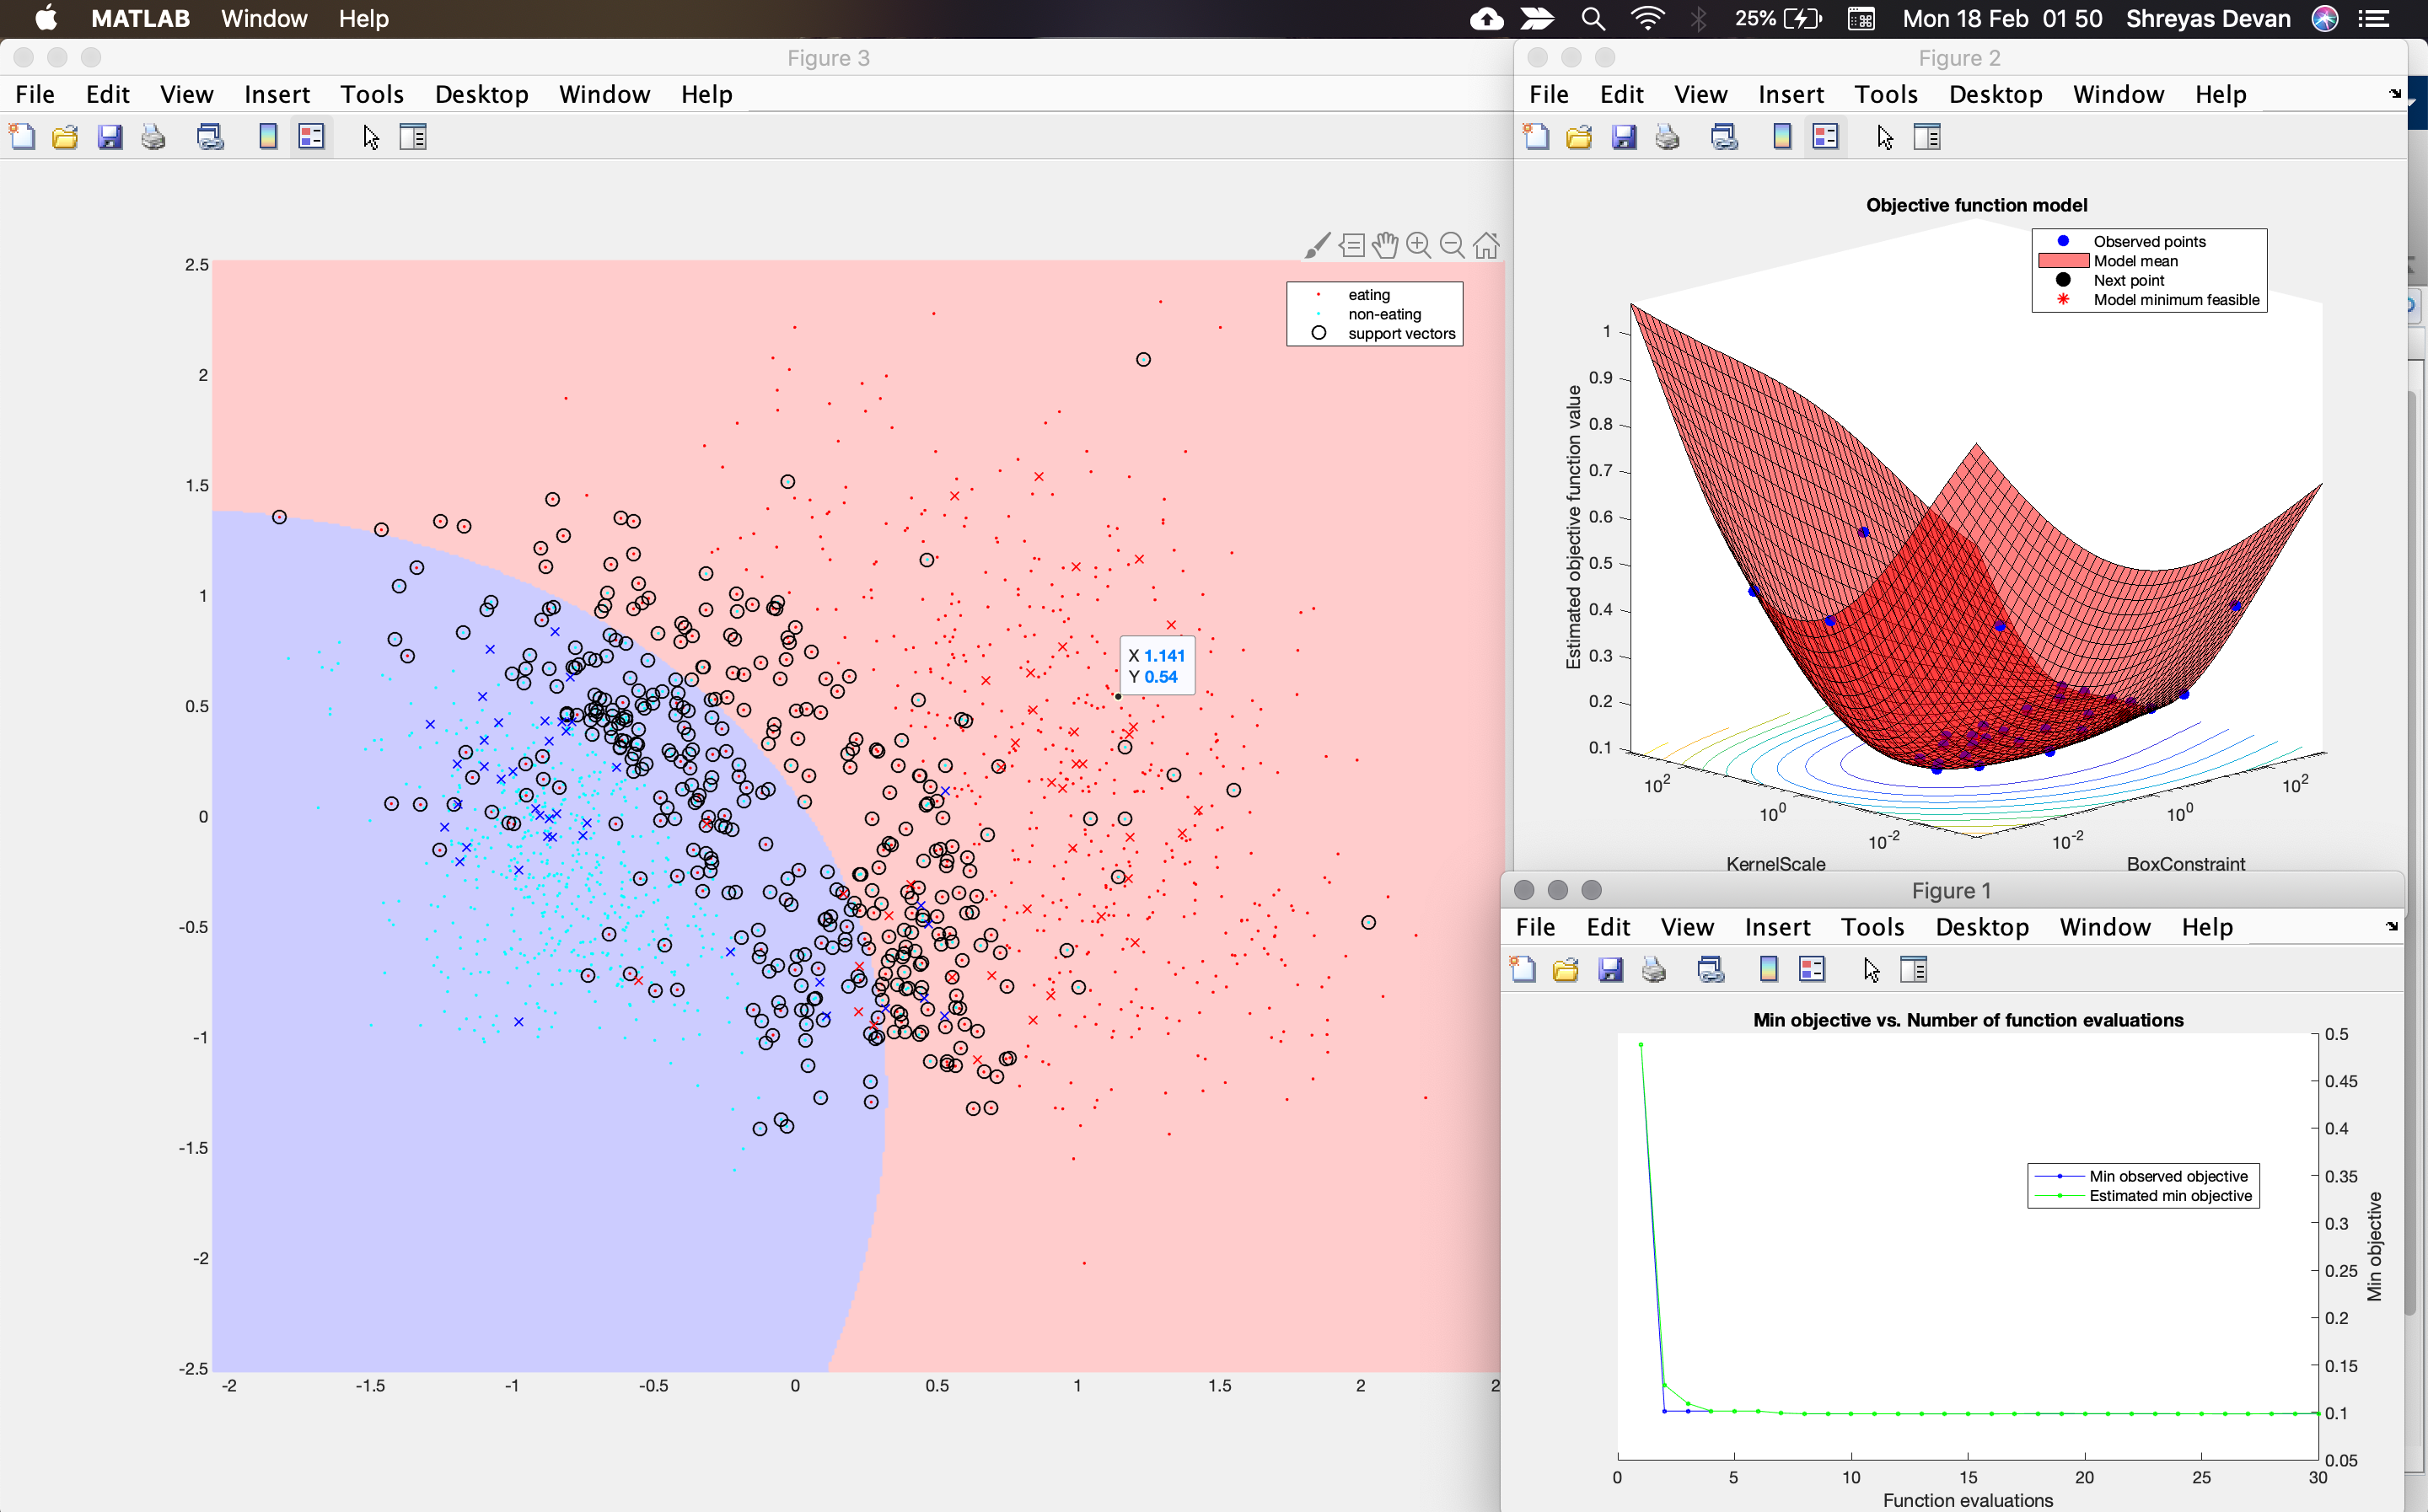 MATLAB Window Help
25% Mon 18 Feb 01 50 Shreyas Devan
Figure 3
File Edit View Insert Tools Desktop Window Help
2.5
2
1.5
1
0.5
0
-0.5
-1
-1.5
-2
-2.5
-2 -1.5 -1 -0.5 0 0.5 1 1.5 2 2
eating
non-eating
support vectors
X 1.141
Y 0.54
Figure 2
File Edit View Insert Tools Desktop Window Help
Objective function model
Observed points
Model mean
Next point
Model minimum feasible
Estimated objective function value
1
0.9
0.8
0.7
0.6
0.5
0.4
0.3
0.2
0.1
10² 10⁰ 10⁻²
10⁻² 10⁰ 10²
KernelScale
BoxConstraint
Figure 1
File Edit View Insert Tools Desktop Window Help
Min objective vs. Number of function evaluations
Min observed objective
Estimated min objective
0.5
0.45
0.4
0.35
0.3
0.25
0.2
0.15
0.1
0.05
Min objective
0 5 10 15 20 25 30
Function evaluations